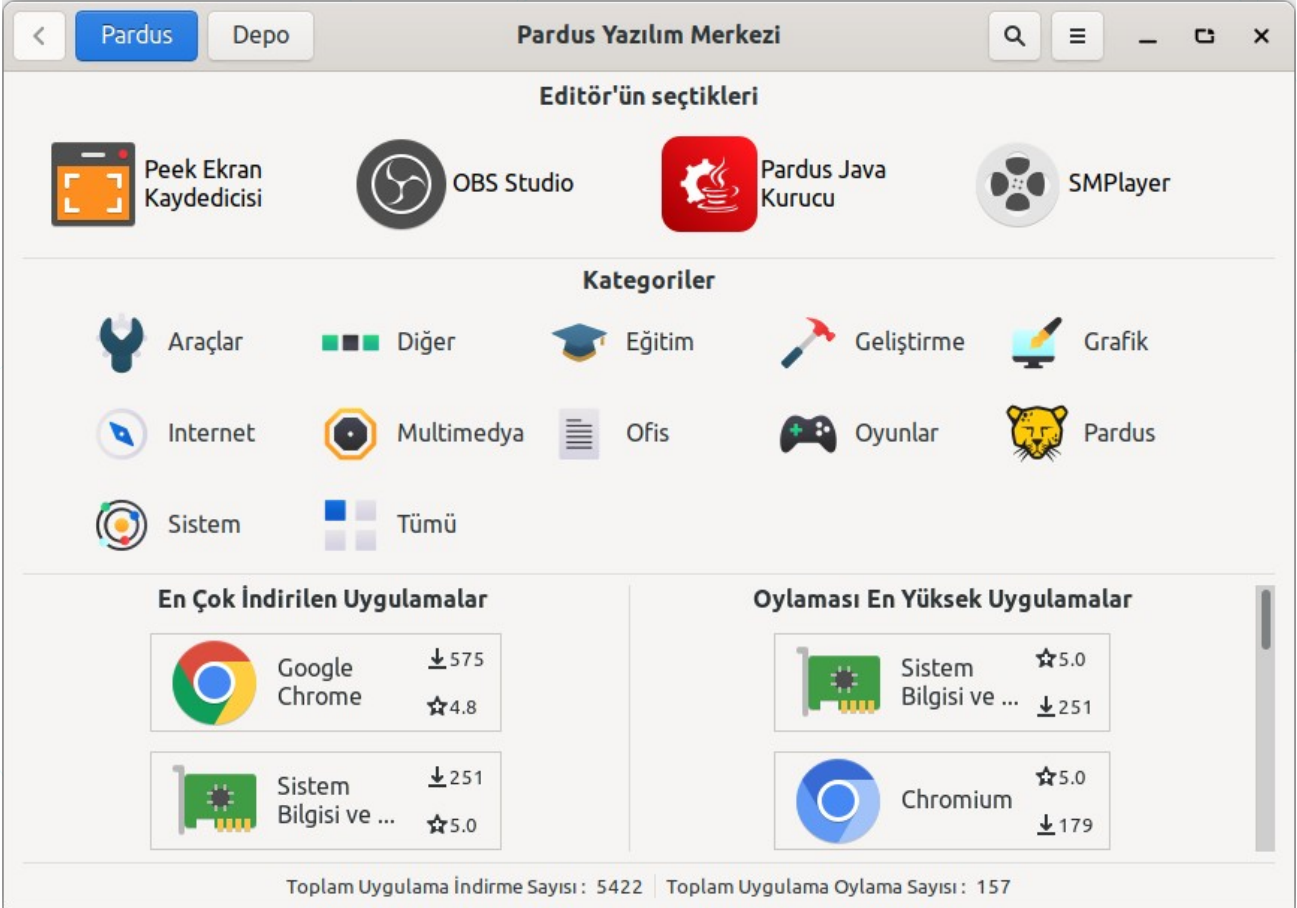 Pardus Depo Pardus Yazılım Merkezi
Editör'ün seçtikleri
Peek Ekran
Kaydedicisi
OBS Studio
Pardus Java
Kurucu
SMPlayer
Kategoriler
Araçlar Diğer Eğitim Geliştirme Grafik
Internet Multimedya Ofis Oyunlar Pardus
Sistem Tümü
En Çok İndirilen Uygulamalar
Google
Chrome
575
4.8
Sistem
Bilgisi ve ...
251
5.0
Oylaması En Yüksek Uygulamalar
Sistem
Bilgisi ve ...
5.0
251
Chromium
5.0
179
Toplam Uygulama İndirme Sayısı : 5422 Toplam Uygulama Oylama Sayısı : 157